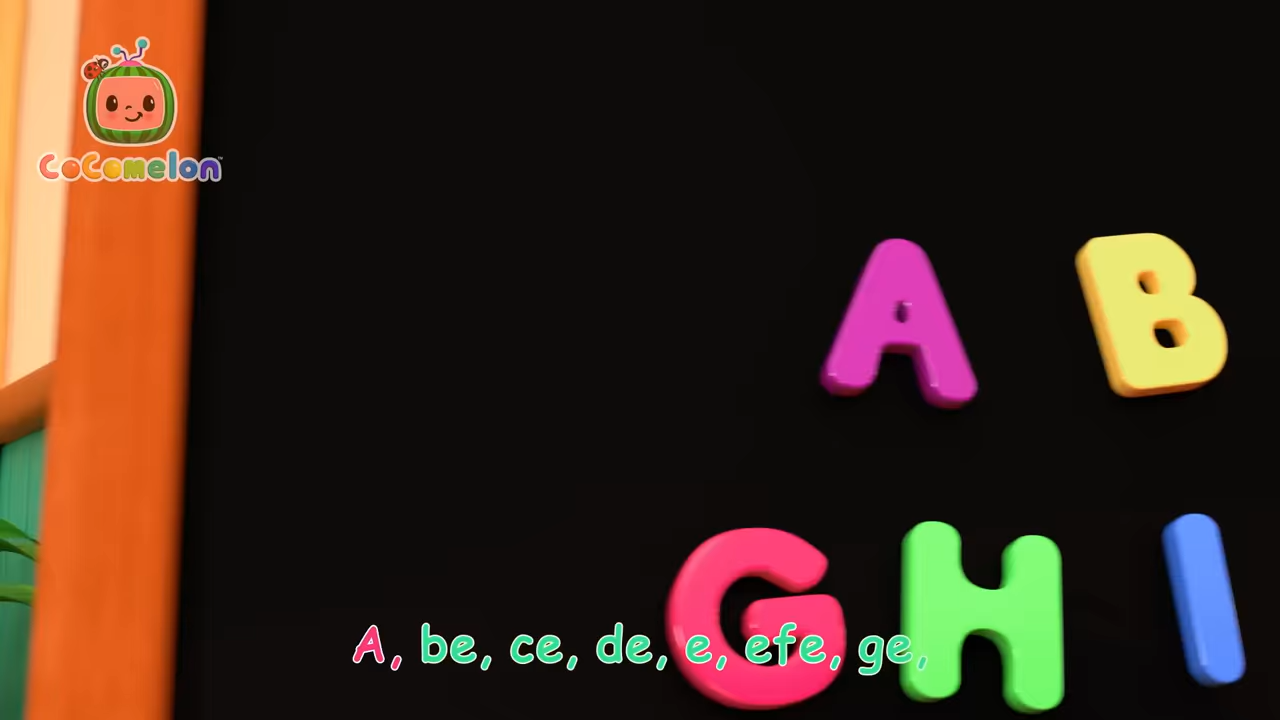 CoComelon
A B
G H I
A, be, ce, de, e, efe, ge,